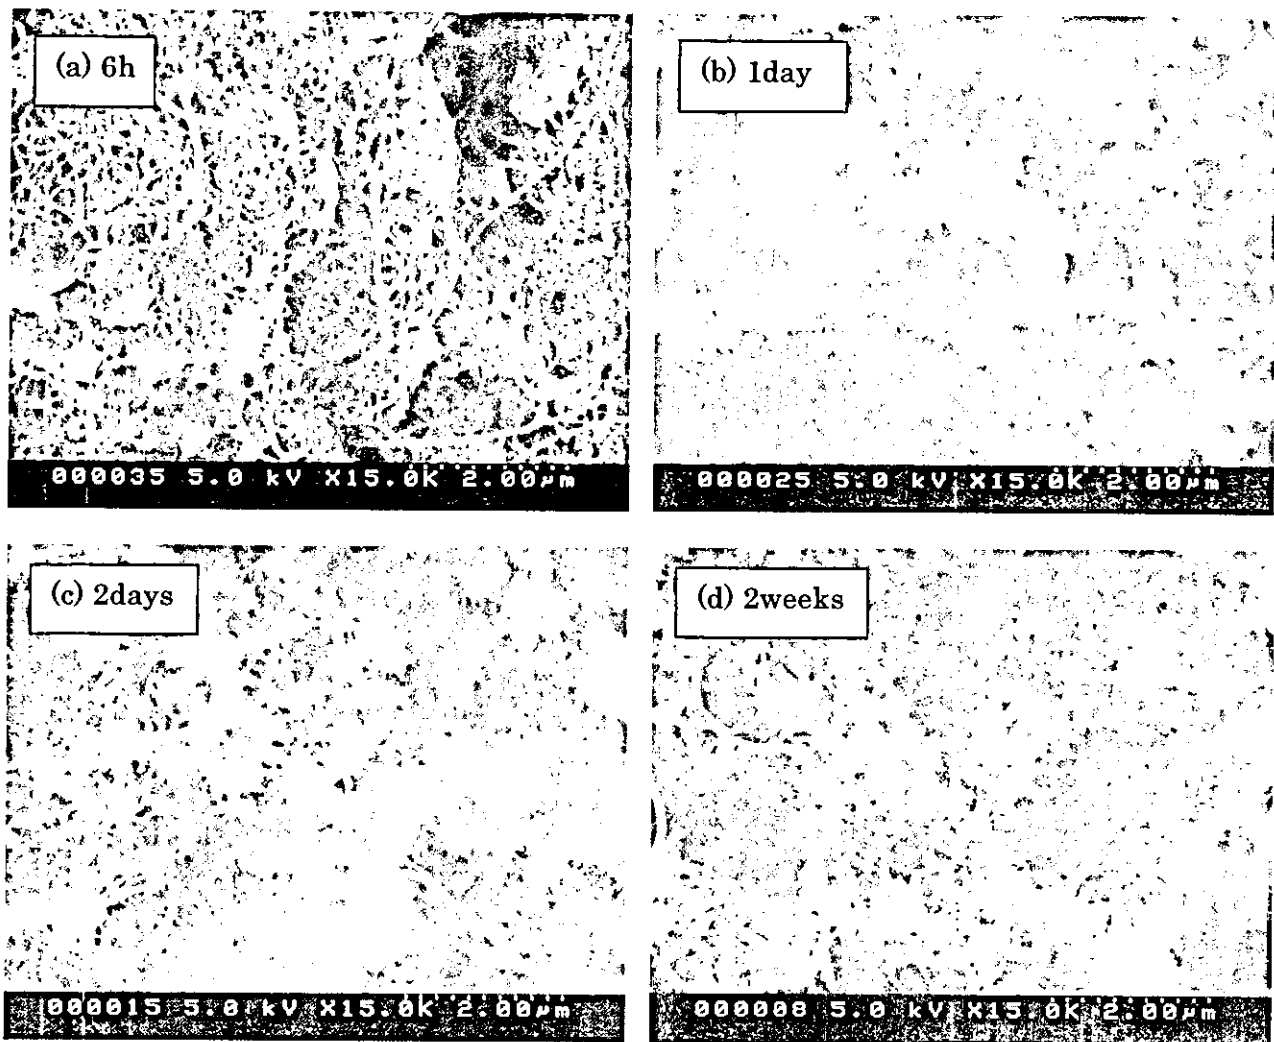 (a) 6h
(b) 1day
000035 5.0 kV X15.0K 2.00µm
000025 5.0 kV X15.0K 2.00µm
(c) 2days
(d) 2weeks
000015 5.0 kV X15.0K 2.00µm
000008 5.0 kV X15.0K 2.00µm